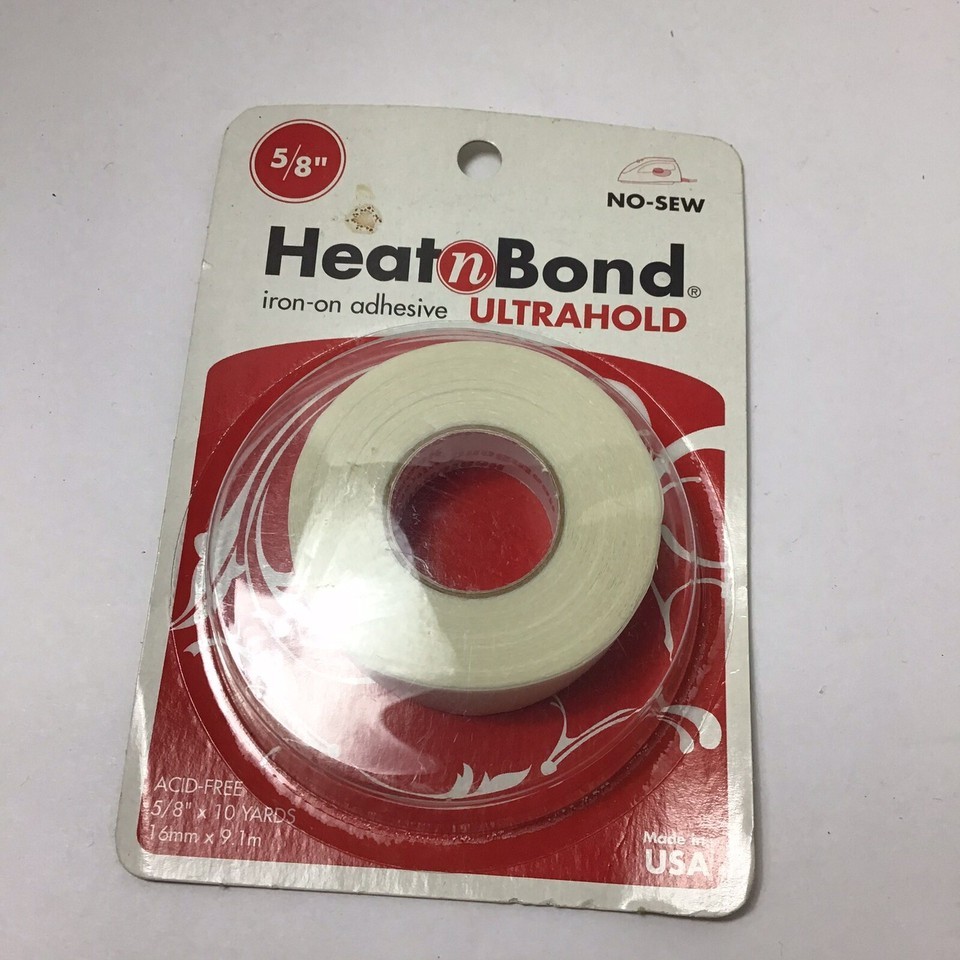 5/8"
NO-SEW
HeatnBond®
iron-on adhesive ULTRAHOLD
ACID-FREE
5/8" x 10 YARDS
16mm x 9.1m
Made in
USA